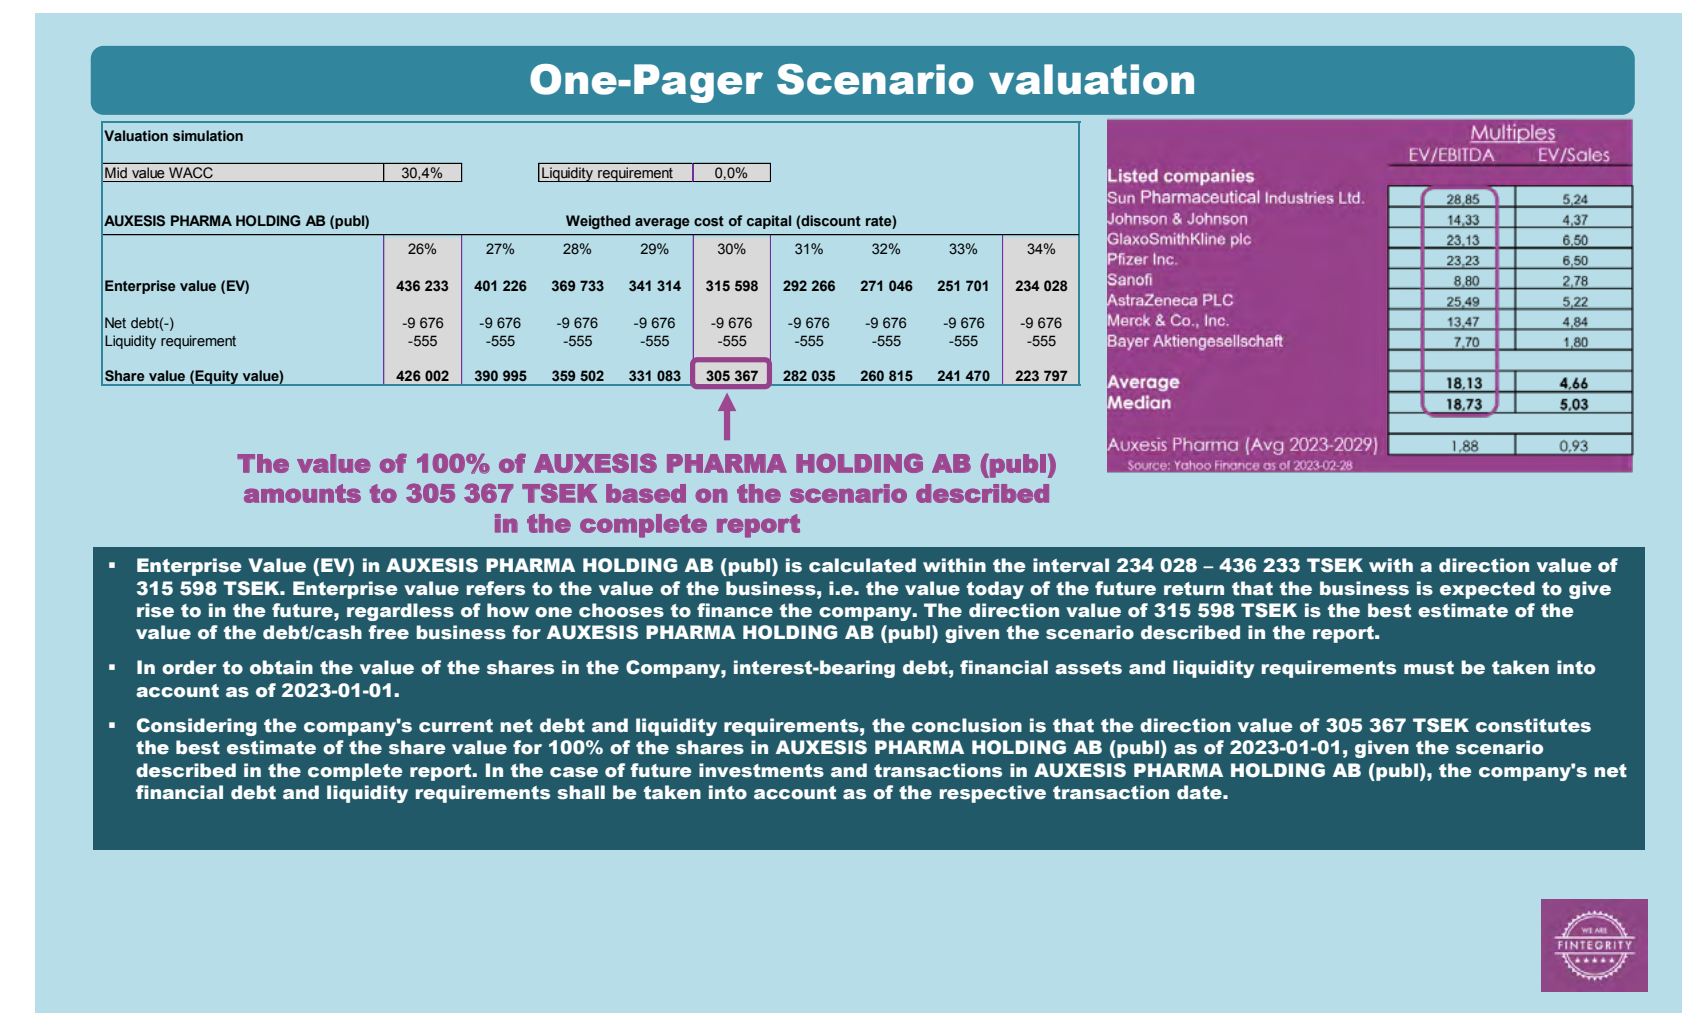 One-Pager Scenario valuation
Valuation simulation
Mid value WACC 30,4% Liquidity requirement 0,0%
AUXESIS PHARMA HOLDING AB (publ) Weigthed average cost of capital (discount rate)
26% 27% 28% 29% 30% 31% 32% 33% 34%
Enterprise value (EV) 436 233 401 226 369 733 341 314 315 598 292 266 271 046 251 701 234 028
Net debt(-) -9 676 -9 676 -9 676 -9 676 -9 676 -9 676 -9 676 -9 676 -9 676
Liquidity requirement -555 -555 -555 -555 -555 -555 -555 -555 -555
Share value (Equity value) 426 002 390 995 359 502 331 083 305 367 282 035 260 815 241 470 223 797
Multiples
EV/EBITDA EV/Sales
Listed companies
Sun Pharmaceutical Industries Ltd. 28,85 5,24
Johnson & Johnson 14,33 4,37
GlaxoSmithKline plc 23,13 6,50
Pfizer Inc. 23,23 6,50
Sanofi 8,80 2,78
AstraZeneca PLC 25,49 5,22
Merck & Co., Inc. 13,47 4,84
Bayer Aktiengesellschaft 7,70 1,80
Average 18,13 4,66
Median 18,73 5,03
Auxesis Pharma (Avg 2023-2029) 1,88 0,93
Source: Yahoo Finance as of 2023-02-28
The value of 100% of AUXESIS PHARMA HOLDING AB (publ)
amounts to 305 367 TSEK based on the scenario described
in the complete report
▪ Enterprise Value (EV) in AUXESIS PHARMA HOLDING AB (publ) is calculated within the interval 234 028 – 436 233 TSEK with a direction value of
315 598 TSEK. Enterprise value refers to the value of the business, i.e. the value today of the future return that the business is expected to give
rise to in the future, regardless of how one chooses to finance the company. The direction value of 315 598 TSEK is the best estimate of the
value of the debt/cash free business for AUXESIS PHARMA HOLDING AB (publ) given the scenario described in the report.
▪ In order to obtain the value of the shares in the Company, interest-bearing debt, financial assets and liquidity requirements must be taken into
account as of 2023-01-01.
▪ Considering the company's current net debt and liquidity requirements, the conclusion is that the direction value of 305 367 TSEK constitutes
the best estimate of the share value for 100% of the shares in AUXESIS PHARMA HOLDING AB (publ) as of 2023-01-01, given the scenario
described in the complete report. In the case of future investments and transactions in AUXESIS PHARMA HOLDING AB (publ), the company's net
financial debt and liquidity requirements shall be taken into account as of the respective transaction date.
WE ARE
FINTEGRITY